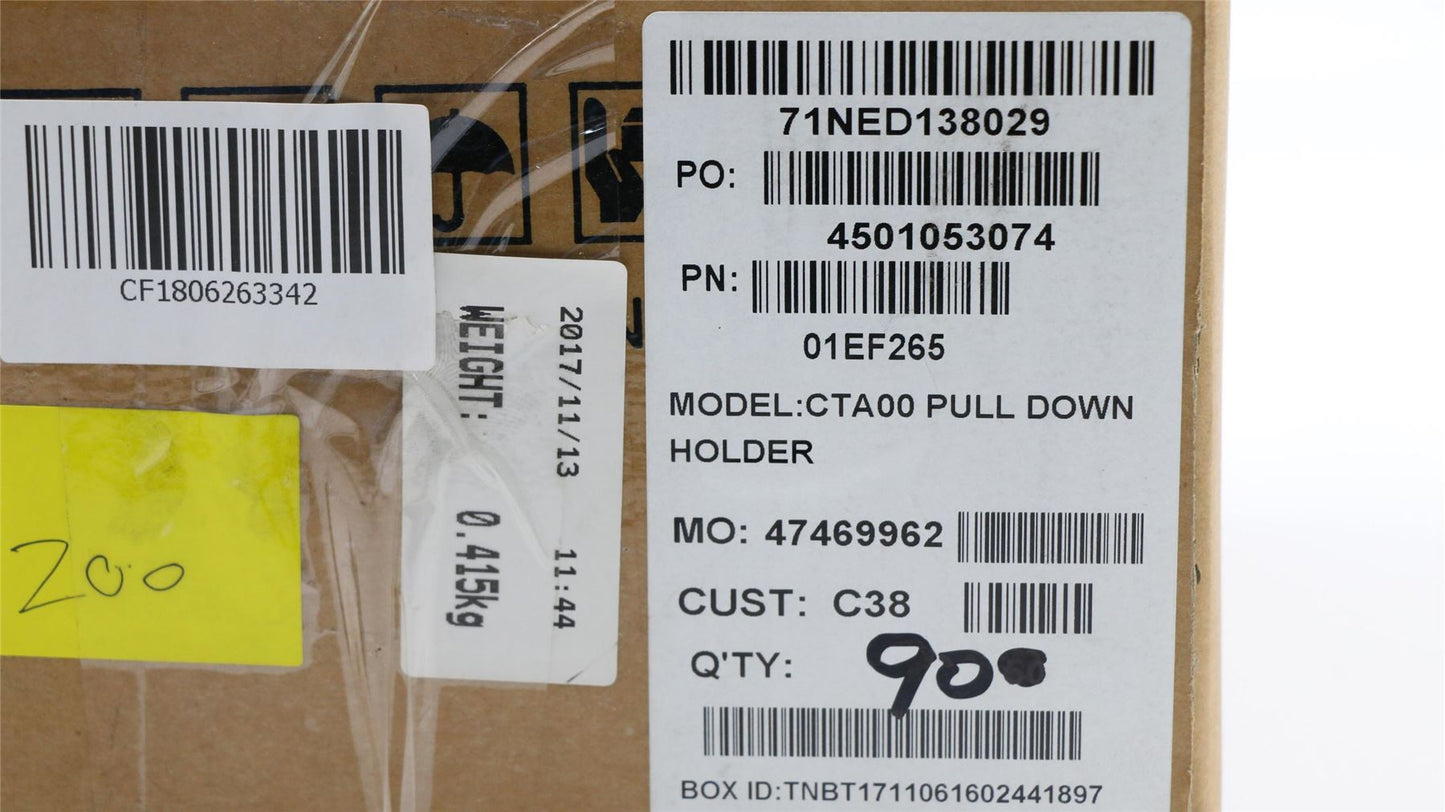 71NED138029
PO:
4501053074
PN:
01EF265
MODEL:CTA00 PULL DOWN
HOLDER
MO: 47469962
CUST: C38
Q'TY: 90
BOX ID:TNBT1711061602441897
CF1806263342
2017/11/13 11:44
WEIGHT: 0.415kg
200